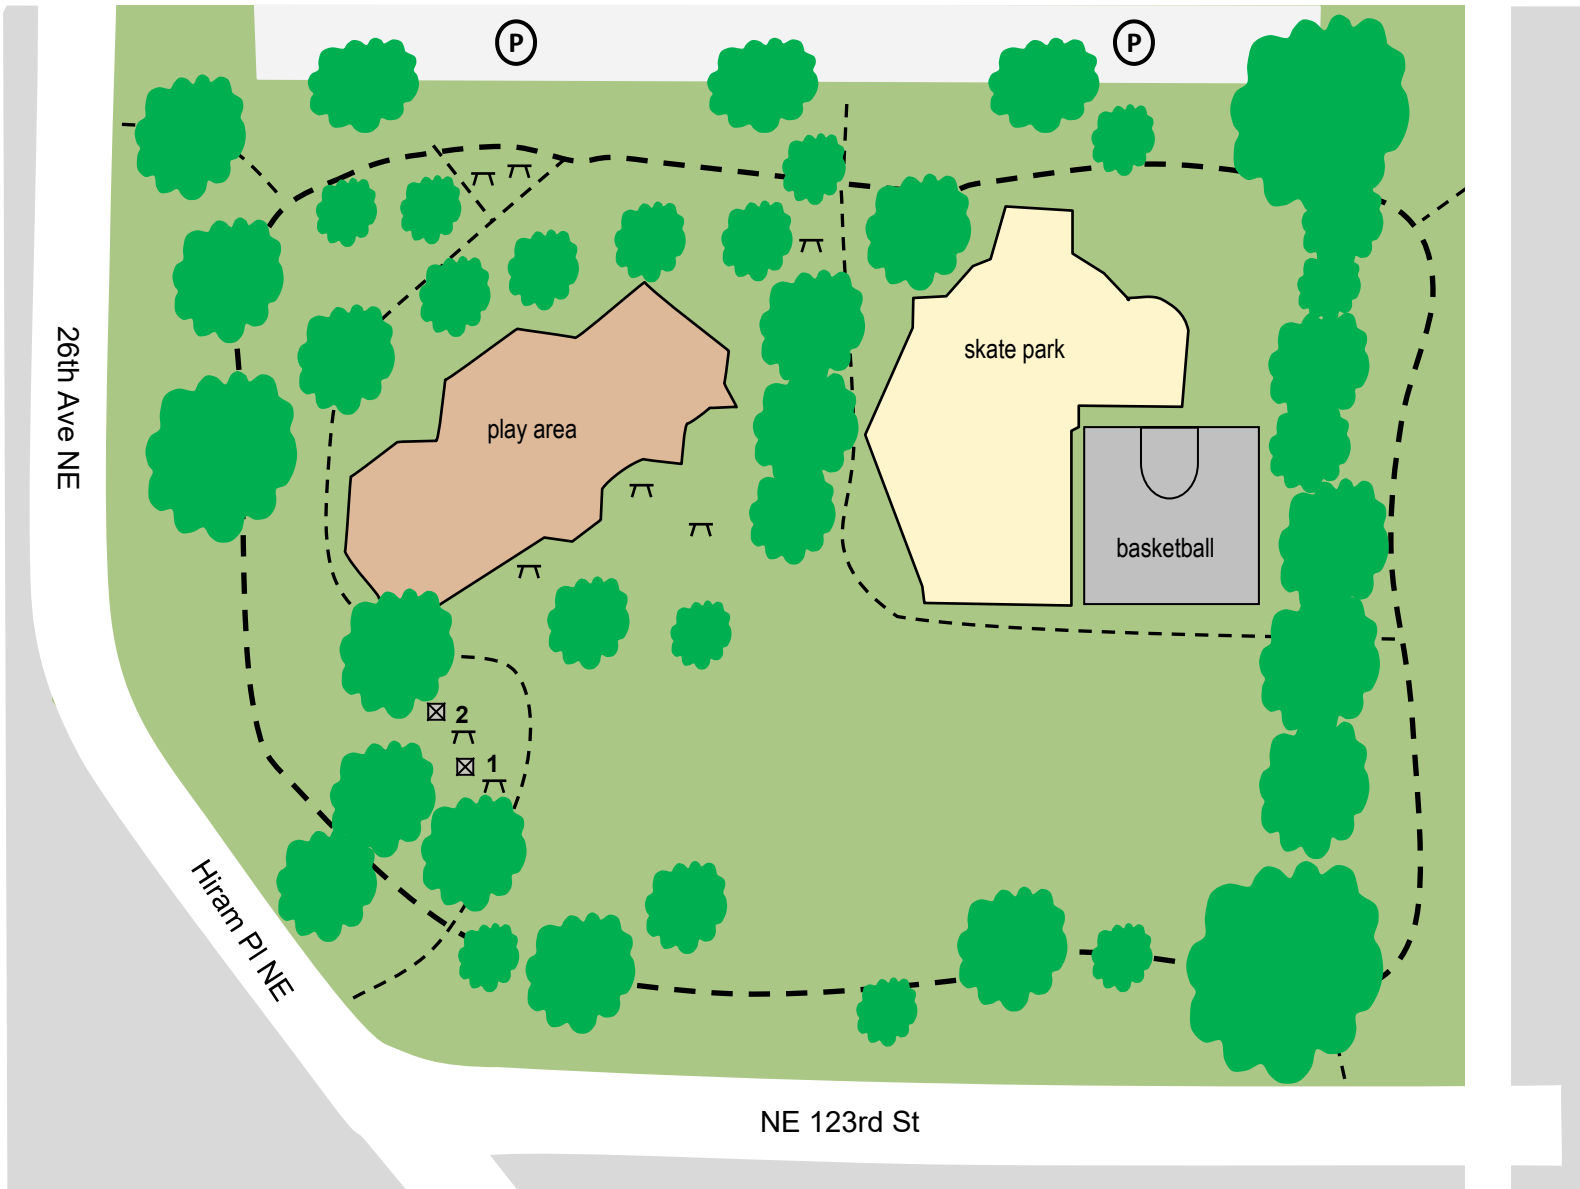 P
P
26th Ave NE
skate park
play area
basketball
2
1
Hiram Pl NE
NE 123rd St